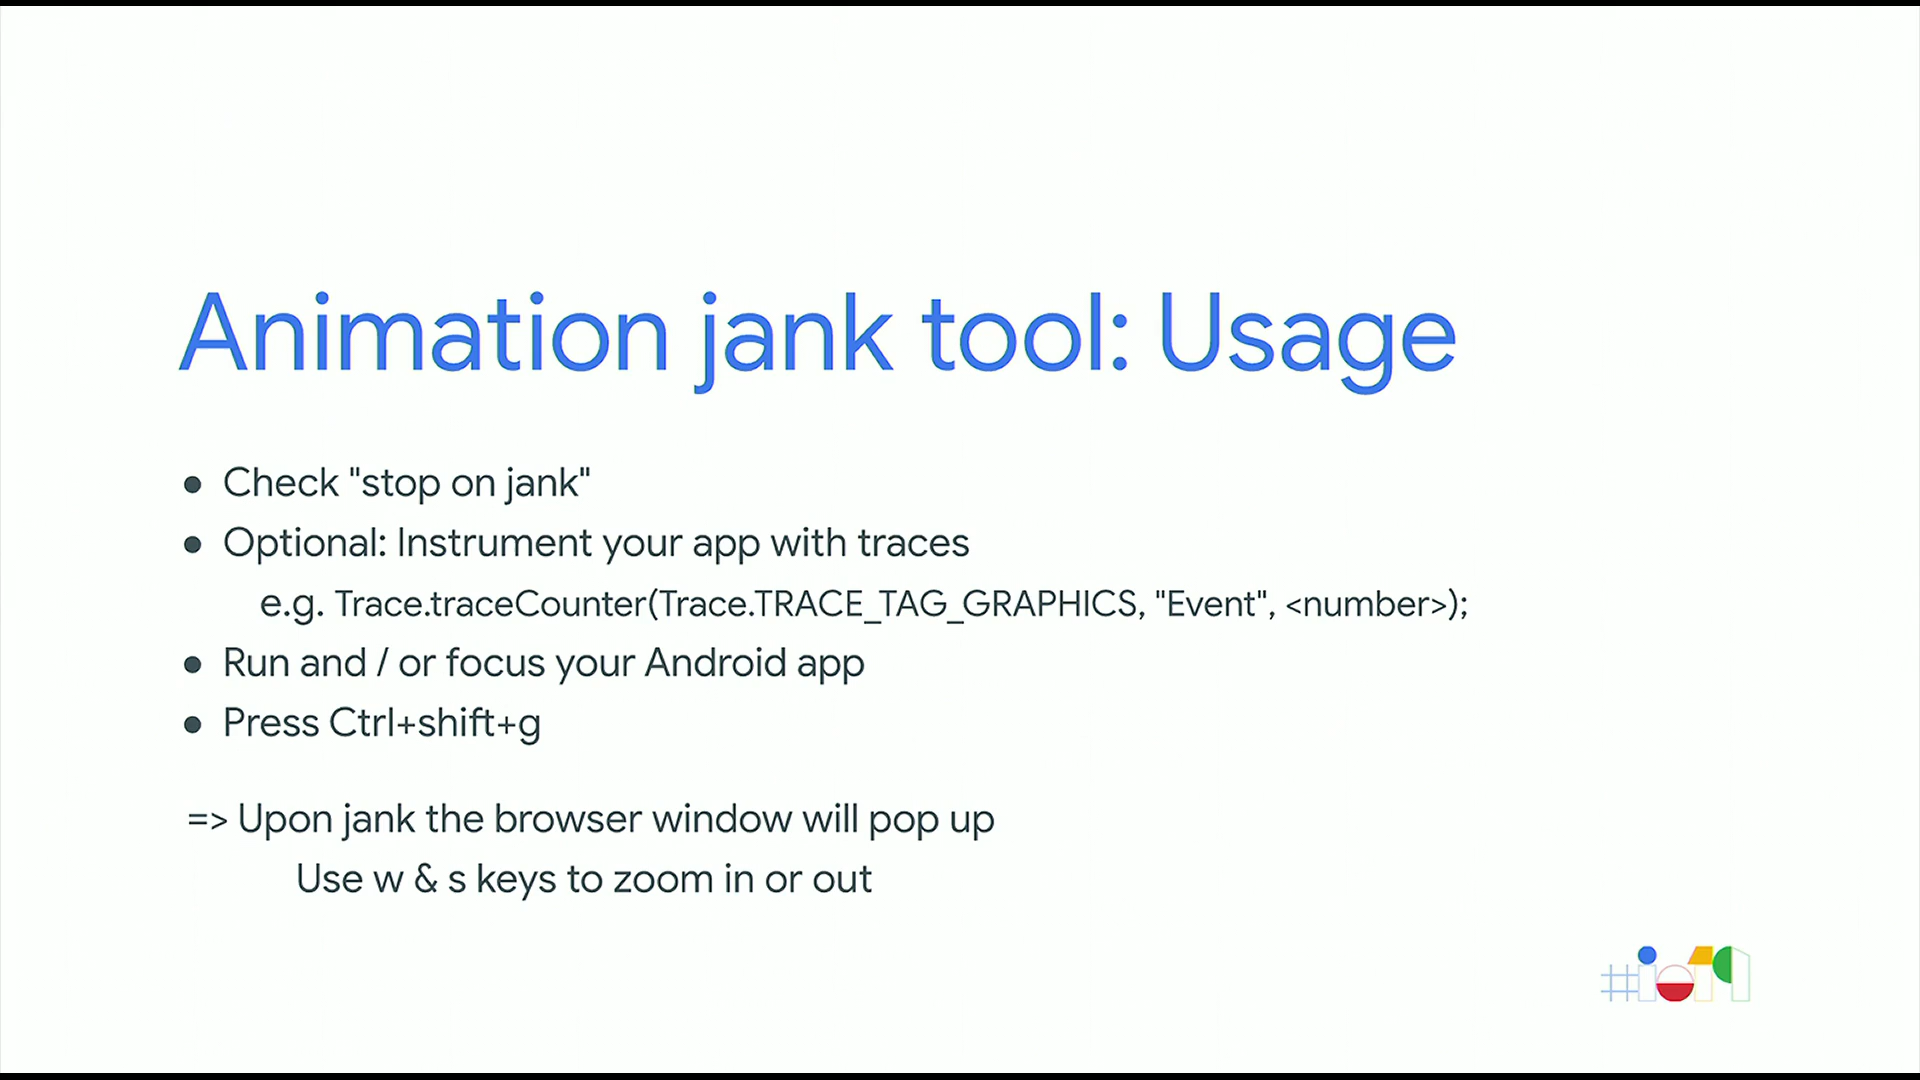 Animation jank tool: Usage
● Check "stop on jank"
● Optional: Instrument your app with traces
e.g. Trace.traceCounter(Trace.TRACE_TAG_GRAPHICS, "Event", <number>);
● Run and / or focus your Android app
● Press Ctrl+shift+g
=> Upon jank the browser window will pop up
Use w & s keys to zoom in or out
#io19